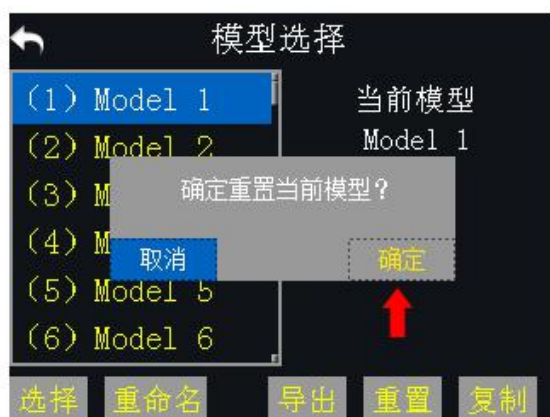 模型选择
(1) Model 1
(2) Model 2
(3) M
(4) M
(5) Model 5
(6) Model 6
当前模型
Model 1
确定重置当前模型？
取消
确定
选择 重命名 导出 重置 复制